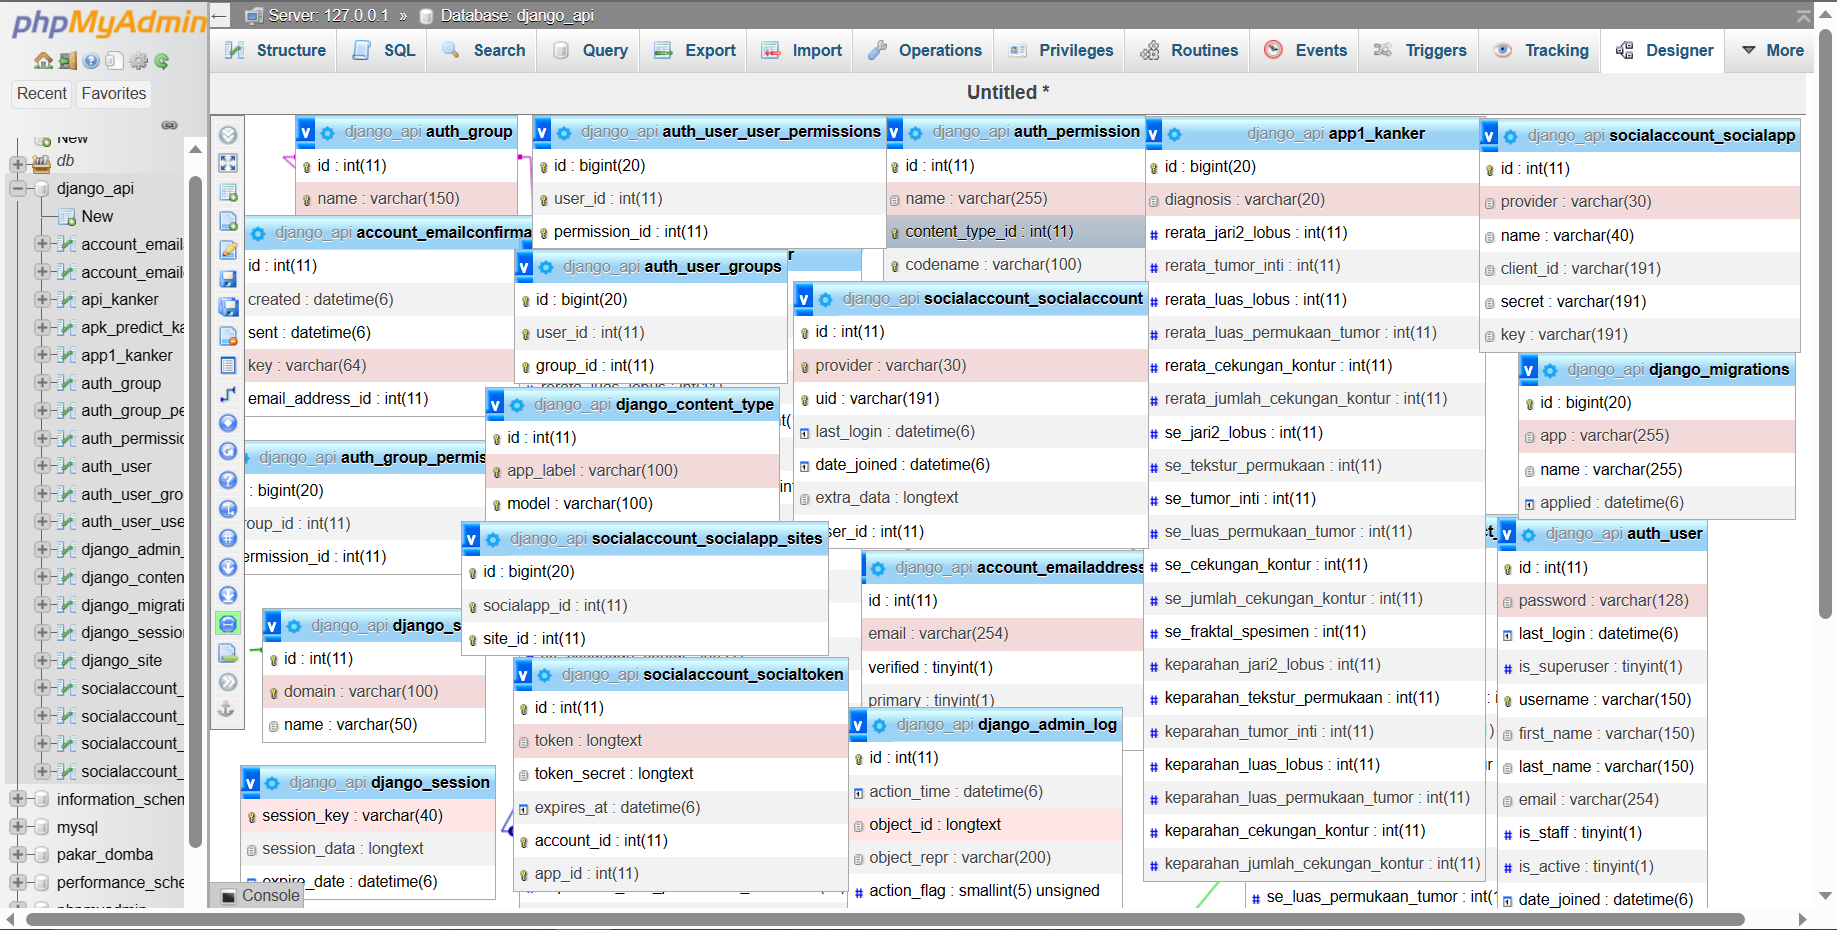 phpMyAdmin
Recent Favorites
New
db
django_api
New
account_email
account_email
api_kanker
apk_predict_ka
app1_kanker
auth_group
auth_group_pe
auth_permissic
auth_user
auth_user_gro
auth_user_use
django_admin_
django_conten
django_migrati
django_session
django_site
socialaccount_
socialaccount_
socialaccount_
socialaccount_
information_schem
mysql
pakar_domba
performance_sche
phpmyadmin
← Server: 127.0.0.1 » Database: django_api
Structure SQL Search Query Export Import Operations Privileges Routines Events Triggers Tracking Designer More
Untitled *
v django_api auth_group
id : int(11)
name : varchar(150)
v django_api auth_user_user_permissions
id : bigint(20)
user_id : int(11)
permission_id : int(11)
v django_api auth_permission
id : int(11)
name : varchar(255)
content_type_id : int(11)
codename : varchar(100)
v django_api app1_kanker
id : bigint(20)
diagnosis : varchar(20)
rerata_jari2_lobus : int(11)
rerata_tumor_inti : int(11)
rerata_luas_lobus : int(11)
rerata_luas_permukaan_tumor : int(11)
rerata_cekungan_kontur : int(11)
rerata_jumlah_cekungan_kontur : int(11)
se_jari2_lobus : int(11)
se_tekstur_permukaan : int(11)
se_tumor_inti : int(11)
se_luas_permukaan_tumor : int(11)
se_cekungan_kontur : int(11)
se_jumlah_cekungan_kontur : int(11)
se_fraktal_spesimen : int(11)
keparahan_jari2_lobus : int(11)
keparahan_tekstur_permukaan : int(11)
keparahan_tumor_inti : int(11)
keparahan_luas_lobus : int(11)
keparahan_luas_permukaan_tumor : int(11)
keparahan_cekungan_kontur : int(11)
keparahan_jumlah_cekungan_kontur : int(11)
se_luas_permukaan_tumor : int(1
v django_api socialaccount_socialapp
id : int(11)
provider : varchar(30)
name : varchar(40)
client_id : varchar(191)
secret : varchar(191)
key : varchar(191)
django_api account_emailconfirma
id : int(11)
created : datetime(6)
sent : datetime(6)
key : varchar(64)
email_address_id : int(11)
r
v django_api auth_user_groups
id : bigint(20)
user_id : int(11)
group_id : int(11)
rerata_luas_lobus : int(11)
v django_api socialaccount_socialaccount
id : int(11)
provider : varchar(30)
uid : varchar(191)
last_login : datetime(6)
date_joined : datetime(6)
extra_data : longtext
ser_id : int(11)
v django_api django_migrations
id : bigint(20)
app : varchar(255)
name : varchar(255)
applied : datetime(6)
v django_api django_content_type
id : int(11)
app_label : varchar(100)
model : varchar(100)
django_api auth_group_permis
: bigint(20)
roup_id : int(11)
ermission_id : int(11)
v django_api socialaccount_socialapp_sites
id : bigint(20)
socialapp_id : int(11)
site_id : int(11)
django_api account_emailaddress
id : int(11)
email : varchar(254)
verified : tinyint(1)
primary : tinyint(1)
v django_api auth_user
id : int(11)
password : varchar(128)
last_login : datetime(6)
is_superuser : tinyint(1)
username : varchar(150)
first_name : varchar(150)
last_name : varchar(150)
email : varchar(254)
is_staff : tinyint(1)
is_active : tinyint(1)
date_joined : datetime(6)
v django_api django_s
id : int(11)
domain : varchar(100)
name : varchar(50)
v django_api socialaccount_socialtoken
id : int(11)
token : longtext
token_secret : longtext
expires_at : datetime(6)
account_id : int(11)
app_id : int(11)
v django_api django_admin_log
id : int(11)
action_time : datetime(6)
object_id : longtext
object_repr : varchar(200)
action_flag : smallint(5) unsigned
v django_api django_session
session_key : varchar(40)
session_data : longtext
expire_date : datetime(6)
Console